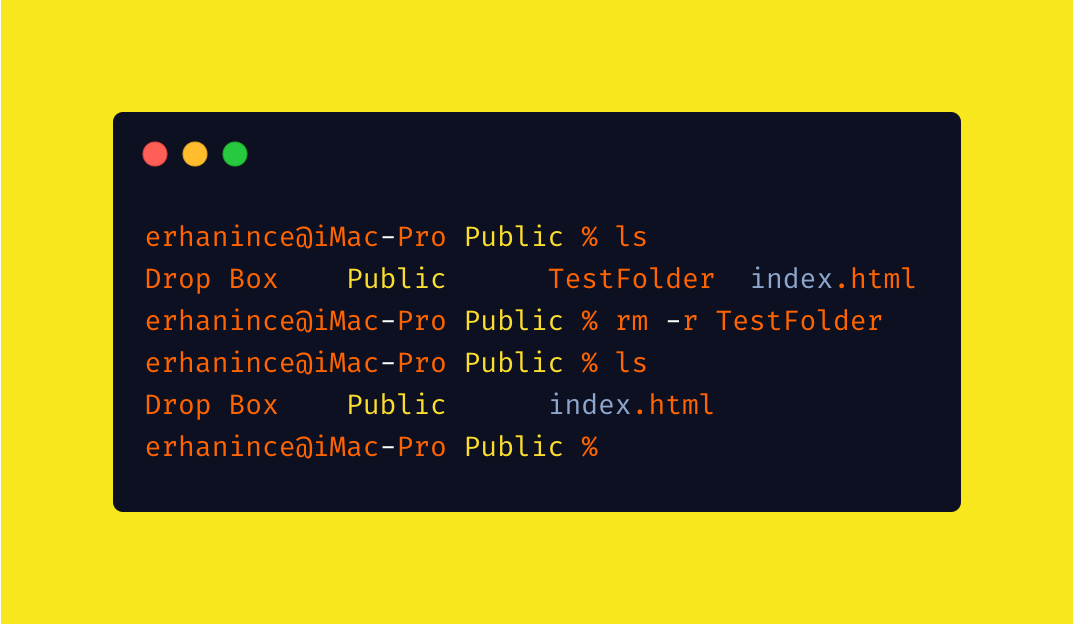 erhanince@iMac-Pro Public % ls
Drop Box    Public      TestFolder  index.html
erhanince@iMac-Pro Public % rm -r TestFolder
erhanince@iMac-Pro Public % ls
Drop Box    Public      index.html
erhanince@iMac-Pro Public %